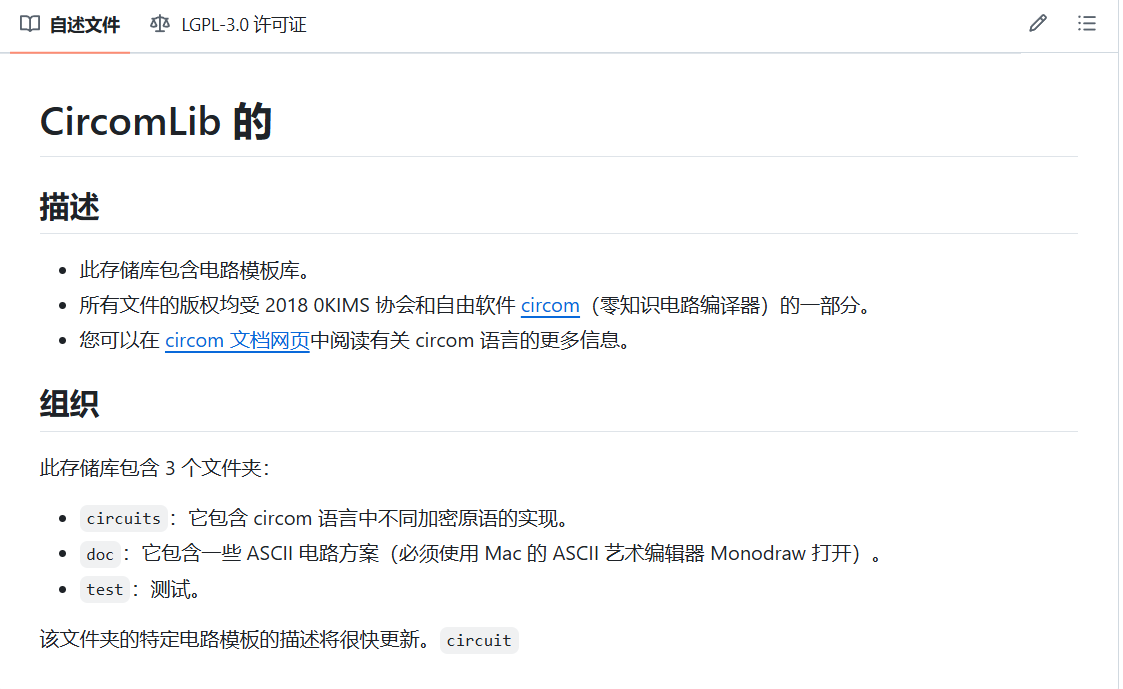 自述文件 LGPL-3.0 许可证
CircomLib 的
描述
此存储库包含电路模板库。
所有文件的版权均受 2018 0KIMS 协会和自由软件 circom（零知识电路编译器）的一部分。
您可以在 circom 文档网页中阅读有关 circom 语言的更多信息。
组织
此存储库包含 3 个文件夹：
circuits：它包含 circom 语言中不同加密原语的实现。
doc：它包含一些 ASCII 电路方案（必须使用 Mac 的 ASCII 艺术编辑器 Monodraw 打开）。
test：测试。
该文件夹的特定电路模板的描述将很快更新。circuit